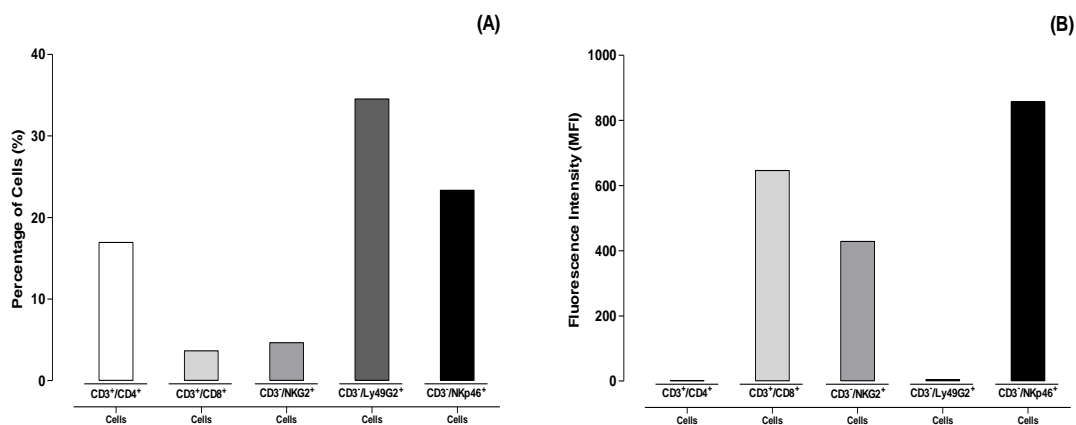 (A)
Percentage of Cells (%)
40
30
20
10
0
CD3⁺/CD4⁺ CD3⁺/CD8⁺ CD3⁻/NKG2⁺ CD3⁻/Ly49G2⁺ CD3⁻/NKp46⁺
Cells Cells Cells Cells Cells
(B)
Fluorescence Intensity (MFI)
1000
800
600
400
200
0
CD3⁺/CD4⁺ CD3⁺/CD8⁺ CD3⁻/NKG2⁺ CD3⁻/Ly49G2⁺ CD3⁻/NKp46⁺
Cells Cells Cells Cells Cells